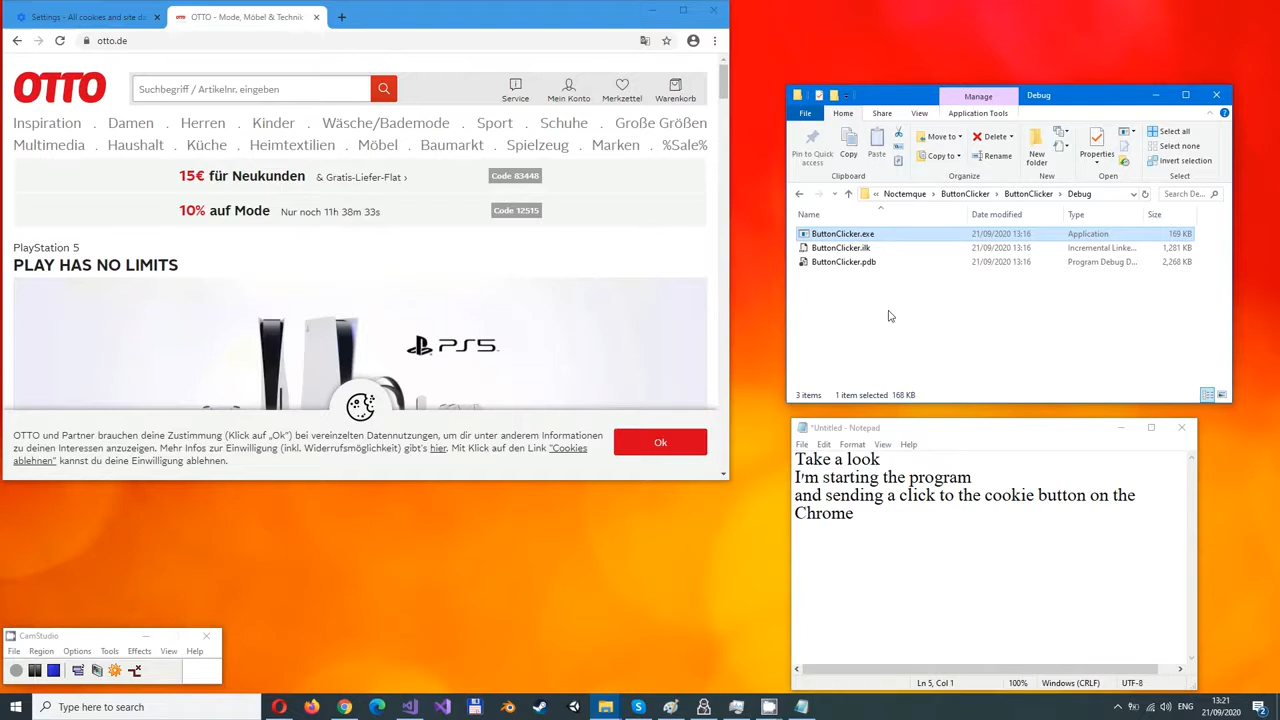 Settings - All cookies and site da
OTTO - Mode, Möbel & Technik
otto.de
OTTO
Suchbegriff / Artikelnr. eingeben
Service
Mein Konto
Merkzettel
Warenkorb
Inspiration . Damen . Herren . Kinder . Wäsche/Bademode . Sport . Schuhe . Große Größen
Multimedia . Haushalt . Küche . Heimtextilien . Möbel . Baumarkt . Spielzeug . Marken . %Sale%
15€ für Neukunden & Gratis-Liefer-Flat › Code 83448
10% auf Mode Nur noch 11h 38m 33s Code 12515
PlayStation 5
PLAY HAS NO LIMITS
PS5
OTTO und Partner brauchen deine Zustimmung (Klick auf „Ok") bei vereinzelten Datennutzungen, um dir unter anderem Informationen
zu deinen Interessen anzuzeigen. Mehr Infos zur Einwilligung (inkl. Widerrufsmöglichkeit) gibt's hier. Mit Klick auf den Link "Cookies
ablehnen" kannst du deine Einwilligung ablehnen.
Ok
Manage
Debug
File Home Share View Application Tools
Pin to Quick
access
Copy
Paste
Clipboard
Move to
Copy to
Delete
Rename
Organize
New
folder
New
Properties
Open
Select all
Select none
Invert selection
Select
« Noctemque › ButtonClicker › ButtonClicker › Debug
Search De...
Name Date modified Type Size
ButtonClicker.exe 21/09/2020 13:16 Application 169 KB
ButtonClicker.ilk 21/09/2020 13:16 Incremental Linke... 1,281 KB
ButtonClicker.pdb 21/09/2020 13:16 Program Debug D... 2,268 KB
3 items 1 item selected 168 KB
*Untitled - Notepad
File Edit Format View Help
Take a look
I'm starting the program
and sending a click to the cookie button on the
Chrome
Ln 5, Col 1 100% Windows (CRLF) UTF-8
CamStudio
File Region Options Tools Effects View Help
Type here to search
ENG
13:21
21/09/2020
2